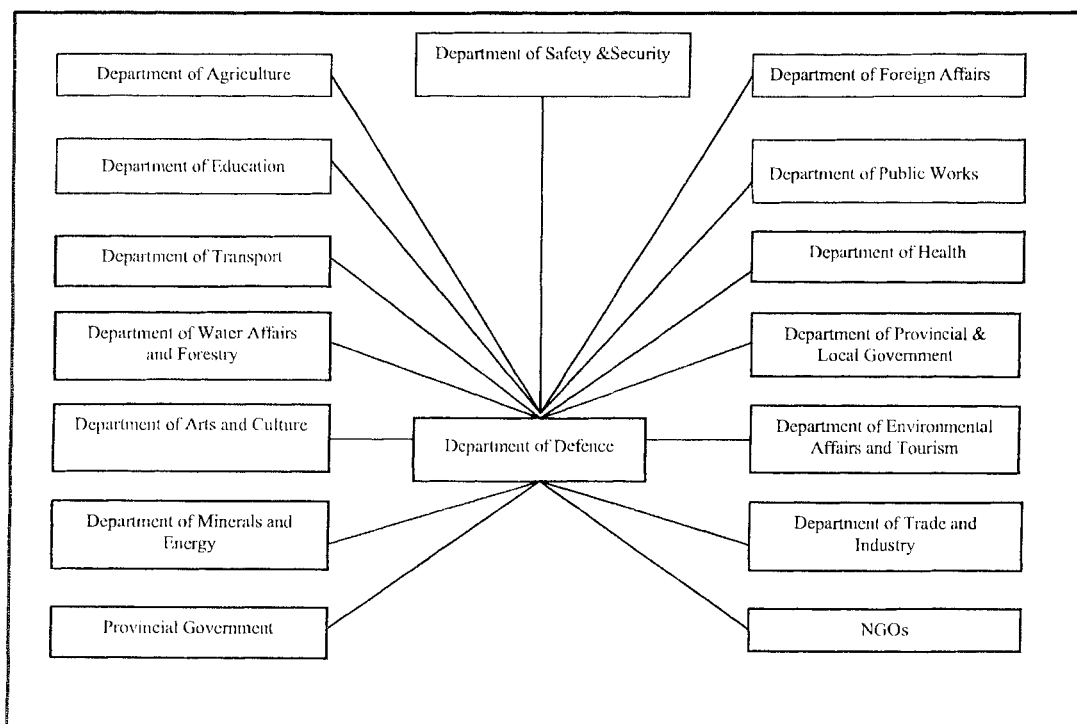 Department of Safety &Security
Department of Agriculture
Department of Foreign Affairs
Department of Education
Department of Public Works
Department of Transport
Department of Health
Department of Water Affairs
and Forestry
Department of Provincial &
Local Government
Department of Arts and Culture
Department of Defence
Department of Environmental
Affairs and Tourism
Department of Minerals and
Energy
Department of Trade and
Industry
Provincial Government
NGOs